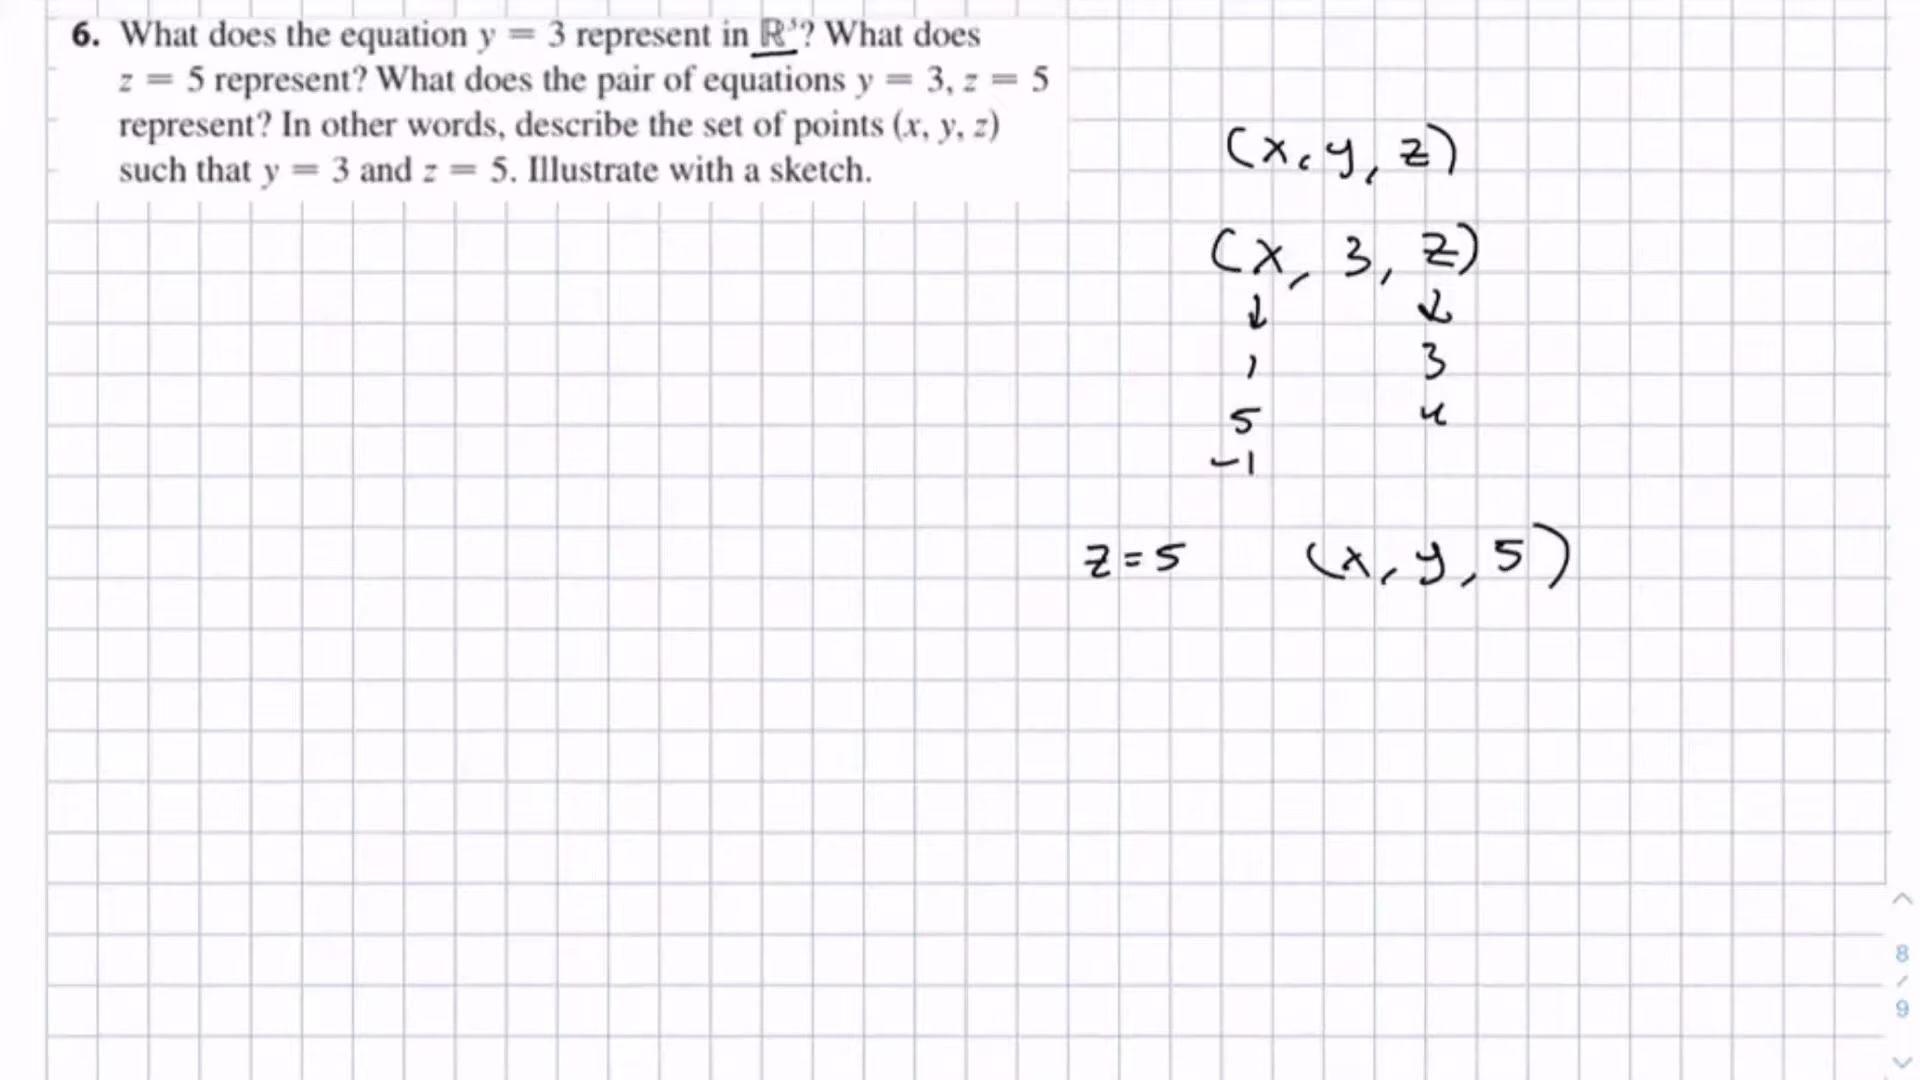 6. What does the equation y = 3 represent in ℝ³? What does
z = 5 represent? What does the pair of equations y = 3, z = 5
represent? In other words, describe the set of points (x, y, z)
such that y = 3 and z = 5. Illustrate with a sketch.
(x, y, z)
(x, 3, z)
↓ ↓
1 3
5 4
-1
z = 5 (x, y, 5)
8
/
9